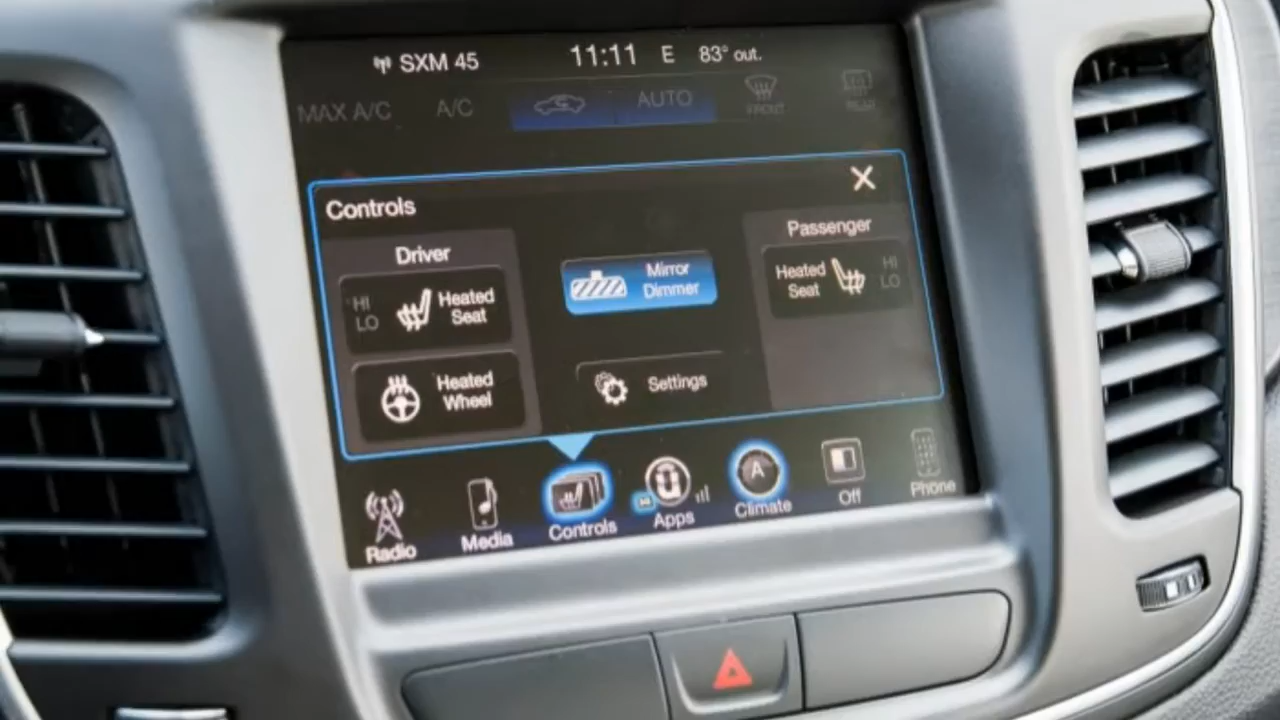 SXM 45 11:11 E 83° out.
MAX A/C A/C AUTO FRONT REAR
Controls
Driver
HI
LO
Heated
Seat
Heated
Wheel
Mirror
Dimmer
Settings
Passenger
Heated
Seat
HI
LO
Radio
Media
Controls
Apps
A
Climate
Off
Phone